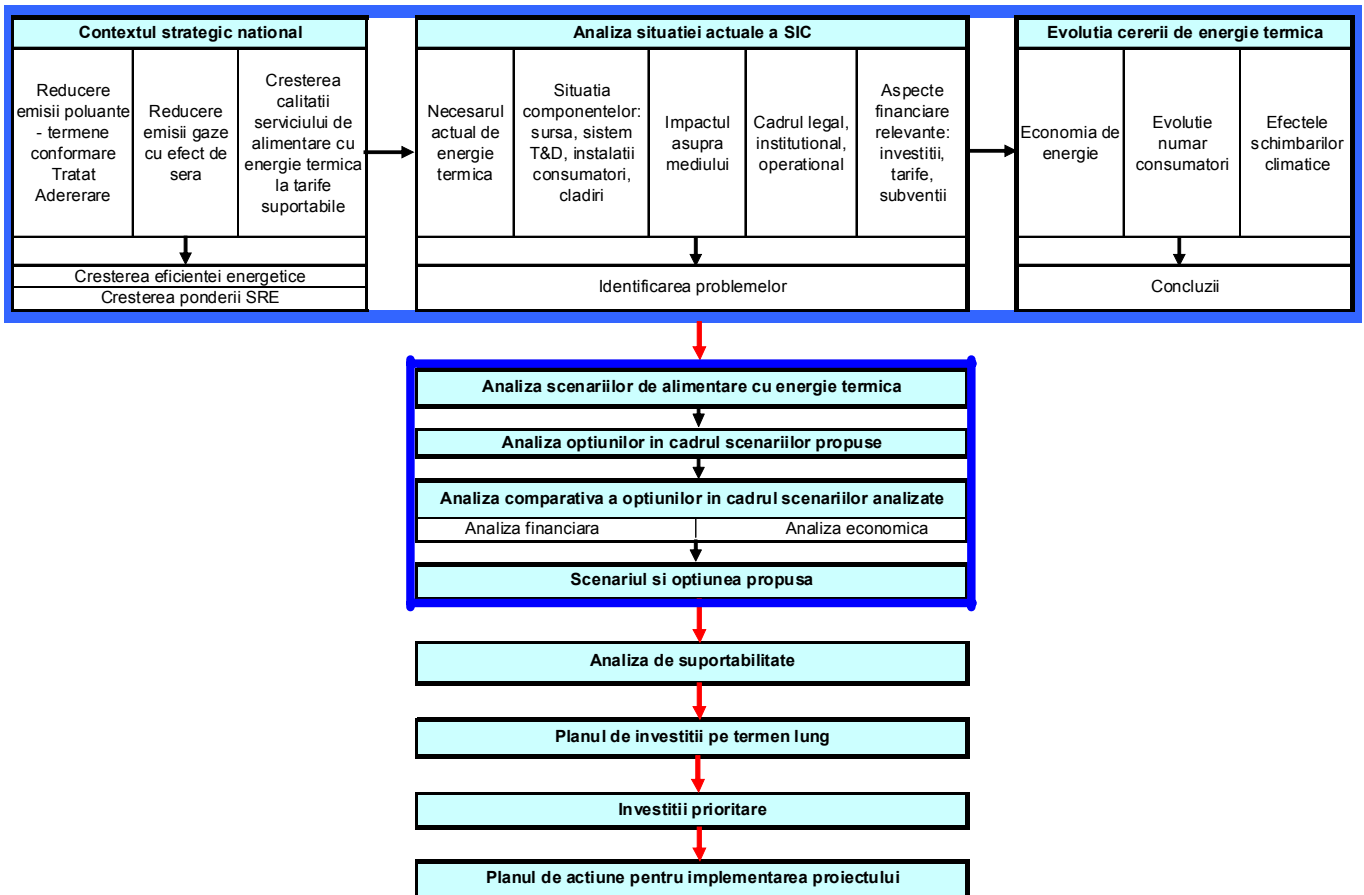 Contextul strategic national
Reducere
emisii poluante
- termene
conformare
Tratat
Adererare
Reducere
emisii gaze
cu efect de
sera
Cresterea
calitatii
serviciului de
alimentare cu
energie termica
la tarife
suportabile
Cresterea eficientei energetice
Cresterea ponderii SRE
Analiza situatiei actuale a SIC
Necesarul
actual de
energie
termica
Situatia
componentelor:
sursa, sistem
T&D, instalatii
consumatori,
cladiri
Impactul
asupra
mediului
Cadrul legal,
institutional,
operational
Aspecte
financiare
relevante:
investitii,
tarife,
subventii
Identificarea problemelor
Evolutia cererii de energie termica
Economia de
energie
Evolutie
numar
consumatori
Efectele
schimbarilor
climatice
Concluzii
Analiza scenariilor de alimentare cu energie termica
Analiza optiunilor in cadrul scenariilor propuse
Analiza comparativa a optiunilor in cadrul scenariilor analizate
Analiza financiara
Analiza economica
Scenariul si optiunea propusa
Analiza de suportabilitate
Planul de investitii pe termen lung
Investitii prioritare
Planul de actiune pentru implementarea proiectului